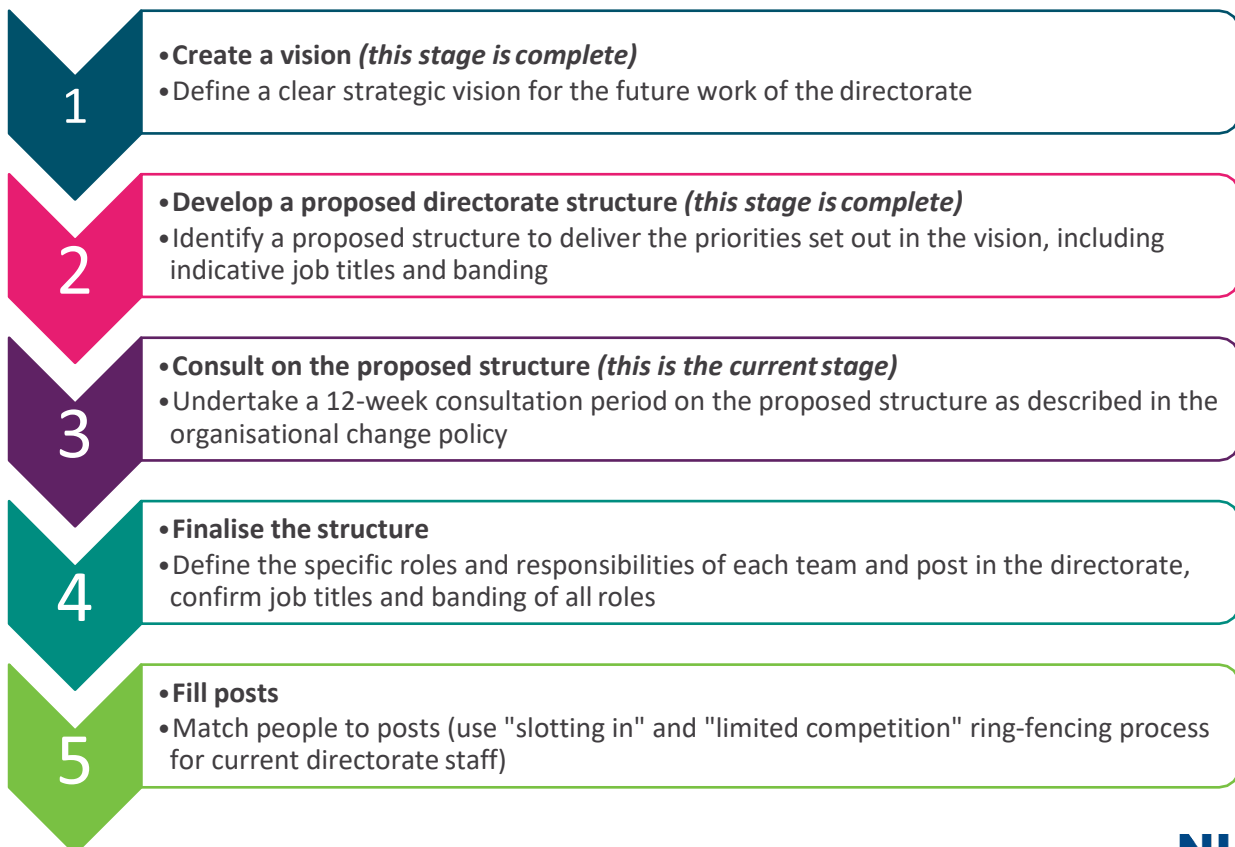 1
•Create a vision (this stage is complete)
•Define a clear strategic vision for the future work of the directorate
2
•Develop a proposed directorate structure (this stage is complete)
•Identify a proposed structure to deliver the priorities set out in the vision, including
indicative job titles and banding
3
•Consult on the proposed structure (this is the current stage)
•Undertake a 12-week consultation period on the proposed structure as described in the
organisational change policy
4
•Finalise the structure
•Define the specific roles and responsibilities of each team and post in the directorate,
confirm job titles and banding of all roles
5
•Fill posts
•Match people to posts (use "slotting in" and "limited competition" ring-fencing process
for current directorate staff)